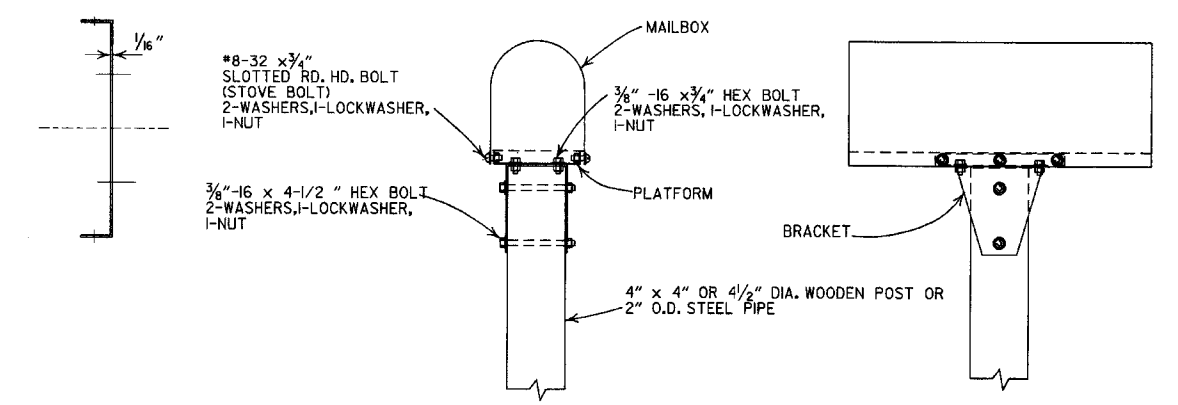 1/16"
#8-32 x3/4"
SLOTTED RD. HD. BOLT
(STOVE BOLT)
2-WASHERS,1-LOCKWASHER,
1-NUT
3/8"-16 x 4-1/2 " HEX BOLT
2-WASHERS,1-LOCKWASHER,
1-NUT
MAILBOX
3/8" -16 x3/4" HEX BOLT
2-WASHERS, 1-LOCKWASHER,
1-NUT
PLATFORM
4" x 4" OR 4 1/2" DIA. WOODEN POST OR
2" O.D. STEEL PIPE
BRACKET